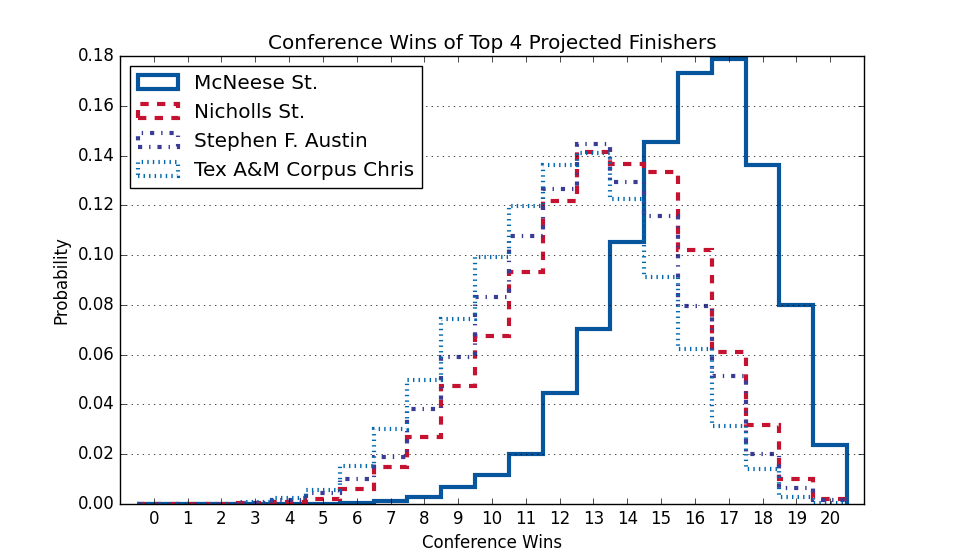 Conference Wins of Top 4 Projected Finishers
McNeese St.
Nicholls St.
Stephen F. Austin
Tex A&M Corpus Chris
Probability
0.18
0.16
0.14
0.12
0.10
0.08
0.06
0.04
0.02
0.00
0 1 2 3 4 5 6 7 8 9 10 11 12 13 14 15 16 17 18 19 20
Conference Wins